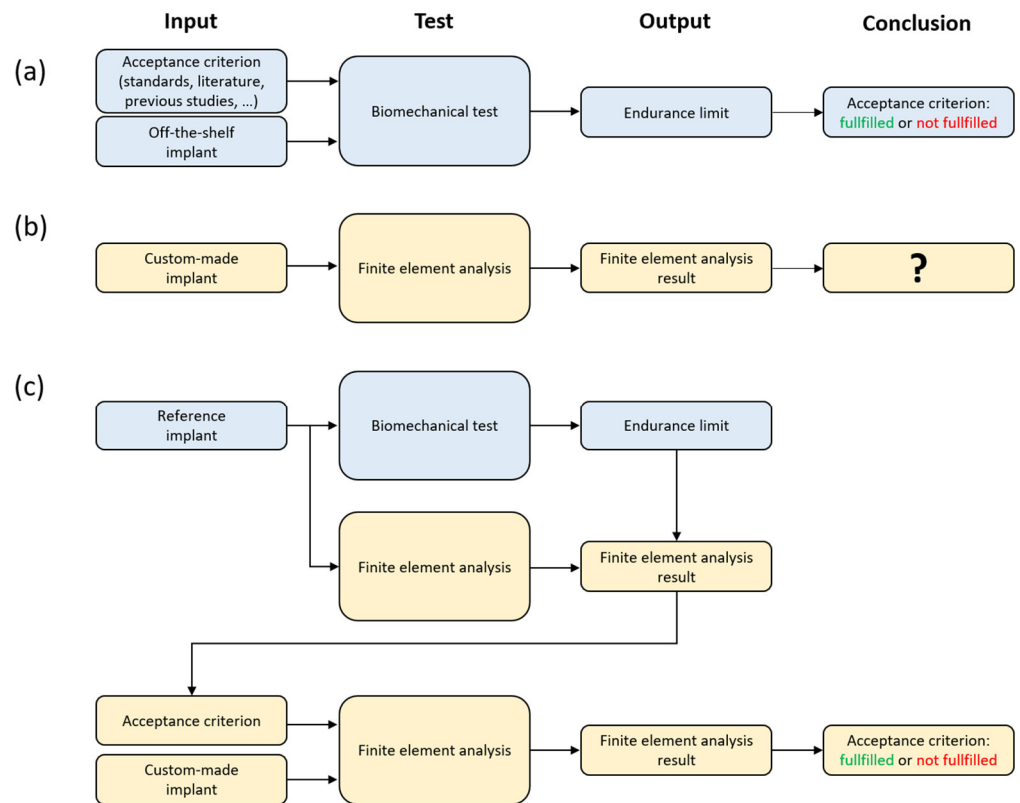 Input
Test
Output
Conclusion
(a)
Acceptance criterion
(standards, literature,
previous studies, ...)
Off-the-shelf
implant
Biomechanical test
Endurance limit
Acceptance criterion:
fullfilled or not fullfilled
(b)
Custom-made
implant
Finite element analysis
Finite element analysis
result
?
(c)
Reference
implant
Biomechanical test
Endurance limit
Finite element analysis
Finite element analysis
result
Acceptance criterion
Custom-made
implant
Finite element analysis
Finite element analysis
result
Acceptance criterion:
fullfilled or not fullfilled